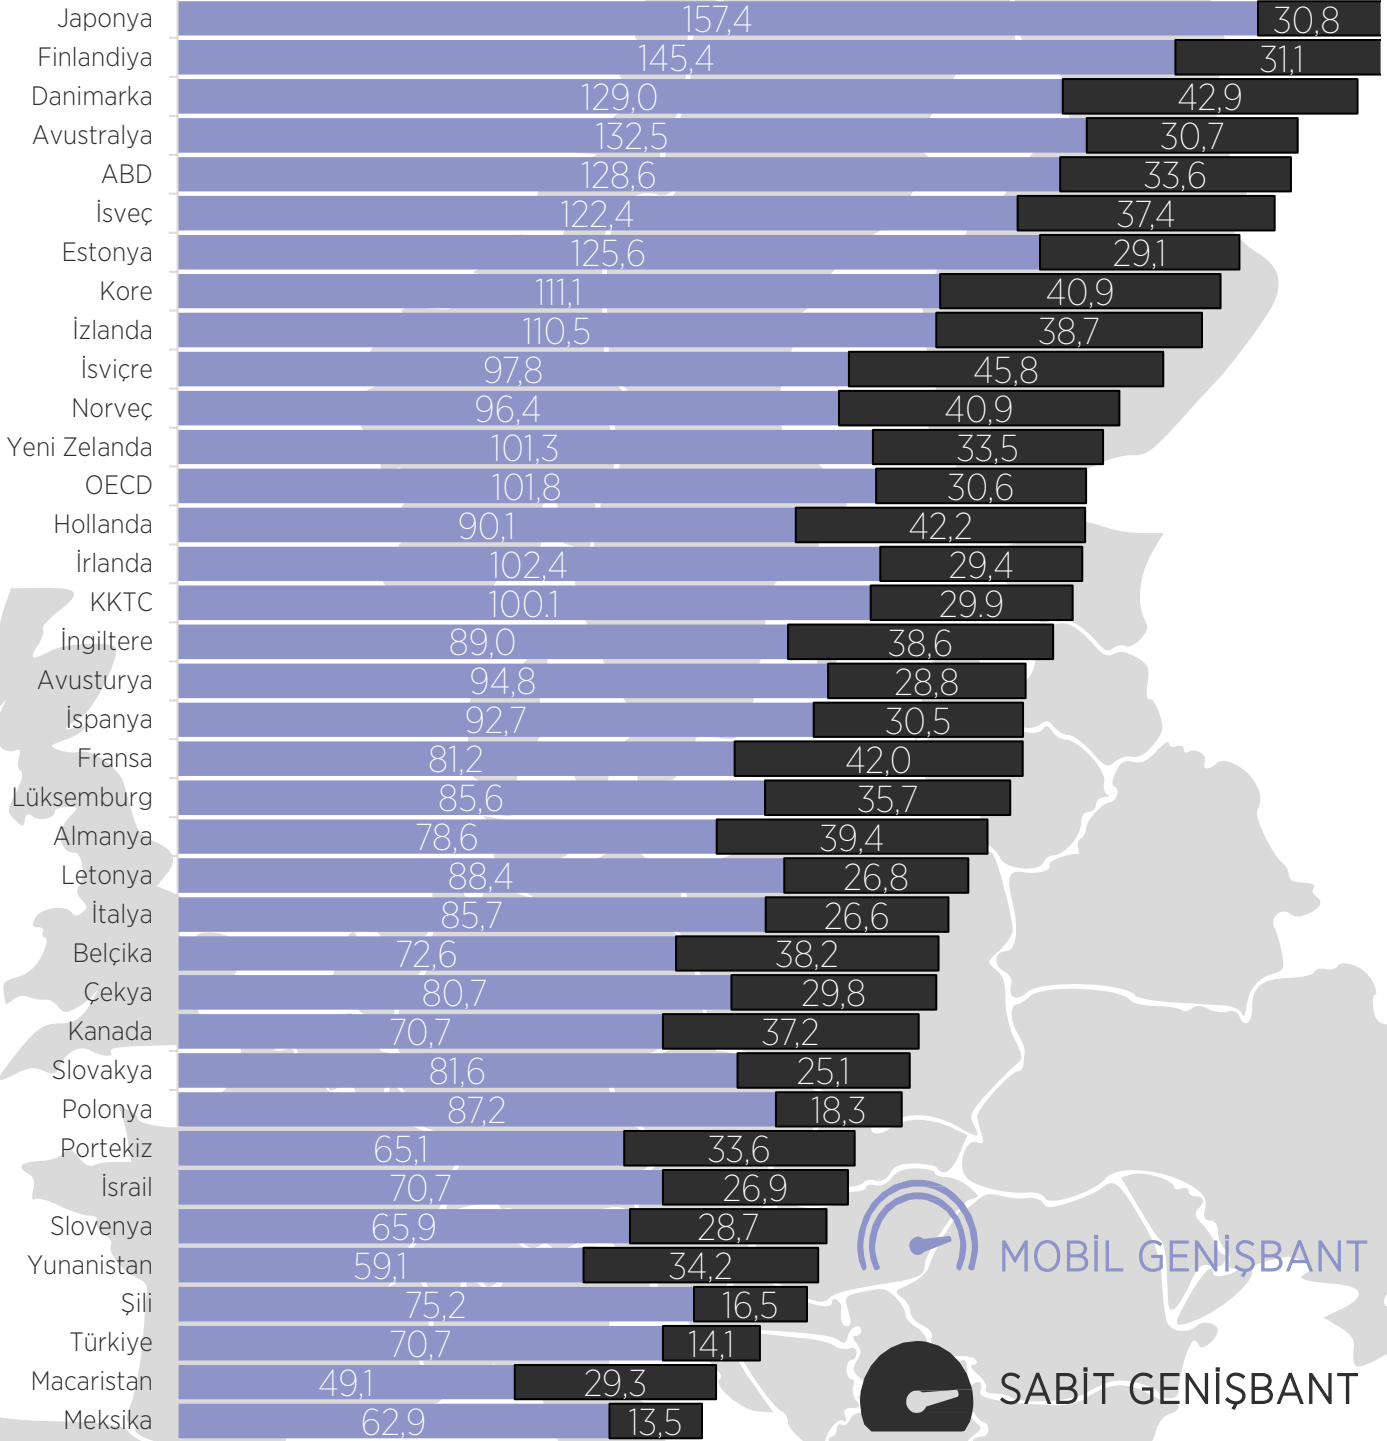 Japonya 157,4 30,8
Finlandiya 145,4 31,1
Danimarka 129,0 42,9
Avustralya 132,5 30,7
ABD 128,6 33,6
İsveç 122,4 37,4
Estonya 125,6 29,1
Kore 111,1 40,9
İzlanda 110,5 38,7
İsviçre 97,8 45,8
Norveç 96,4 40,9
Yeni Zelanda 101,3 33,5
OECD 101,8 30,6
Hollanda 90,1 42,2
İrlanda 102,4 29,4
KKTC 100.1 29.9
İngiltere 89,0 38,6
Avusturya 94,8 28,8
İspanya 92,7 30,5
Fransa 81,2 42,0
Lüksemburg 85,6 35,7
Almanya 78,6 39,4
Letonya 88,4 26,8
İtalya 85,7 26,6
Belçika 72,6 38,2
Çekya 80,7 29,8
Kanada 70,7 37,2
Slovakya 81,6 25,1
Polonya 87,2 18,3
Portekiz 65,1 33,6
İsrail 70,7 26,9
Slovenya 65,9 28,7
Yunanistan 59,1 34,2
MOBİL GENİŞBANT
Şili 75,2 16,5
Türkiye 70,7 14,1
Macaristan 49,1 29,3
SABİT GENİŞBANT
Meksika 62,9 13,5